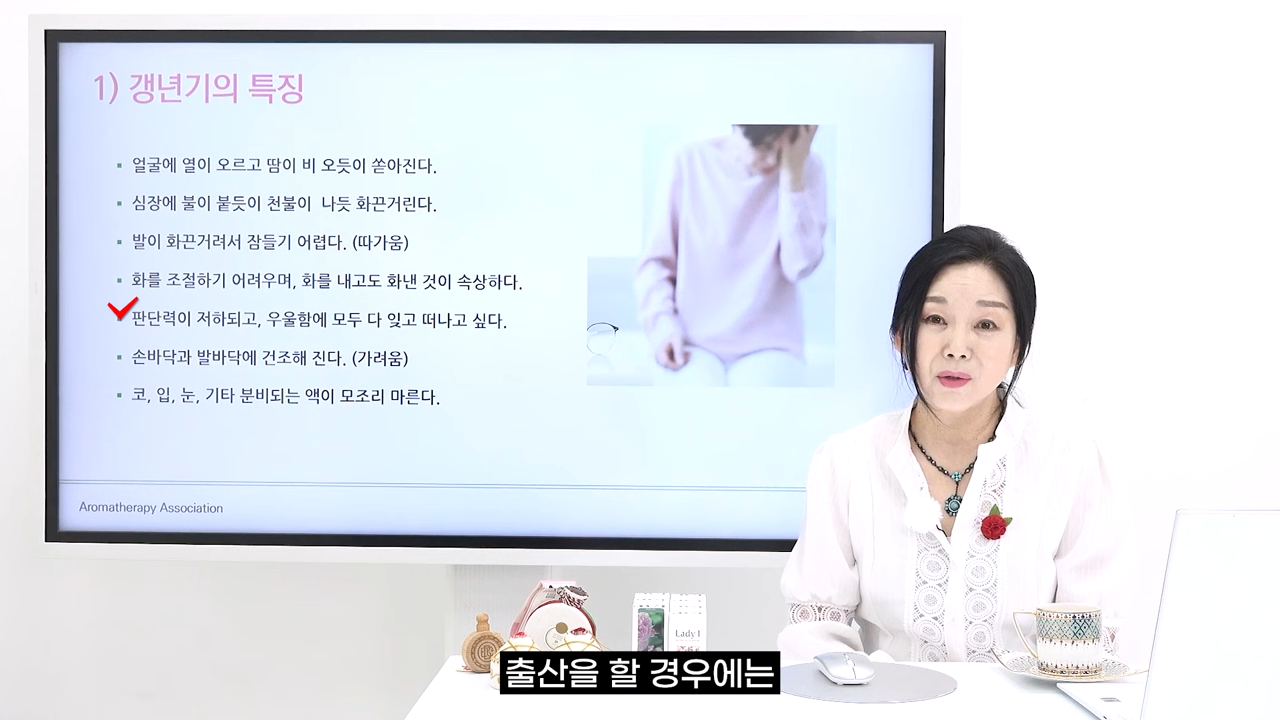 1) 갱년기의 특징
▪ 얼굴에 열이 오르고 땀이 비 오듯이 쏟아진다.
▪ 심장에 불이 붙듯이 천불이 나듯 화끈거린다.
▪ 발이 화끈거려서 잠들기 어렵다. (따가움)
▪ 화를 조절하기 어려우며, 화를 내고도 화낸 것이 속상하다.
판단력이 저하되고, 우울함에 모두 다 잊고 떠나고 싶다.
▪ 손바닥과 발바닥에 건조해 진다. (가려움)
▪ 코, 입, 눈, 기타 분비되는 액이 모조리 마른다.
Aromatherapy Association
Lady I
출산을 할 경우에는